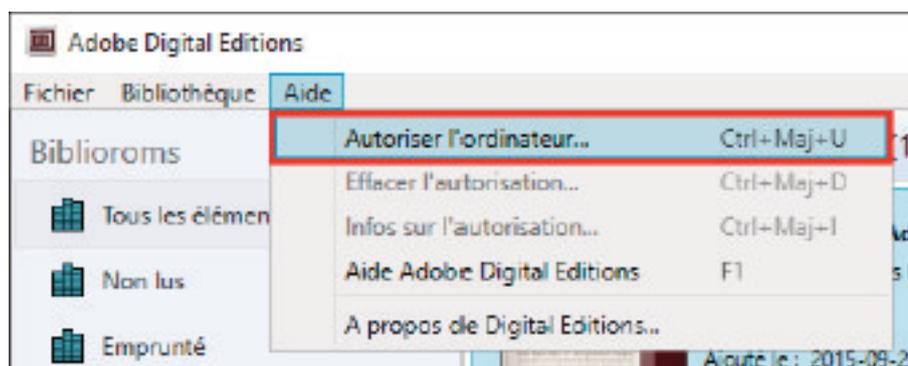 Adobe Digital Editions
Fichier Bibliothèque Aide
Biblioroms
Autoriser l'ordinateur... Ctrl+Maj+U
Effacer l'autorisation... Ctrl+Maj+D
Tous les élémen
Infos sur l'autorisation... Ctrl+Maj+I
Non lus
Aide Adobe Digital Editions F1
A propos de Digital Editions...
Emprunté
Ajouté le : 2015-09-2